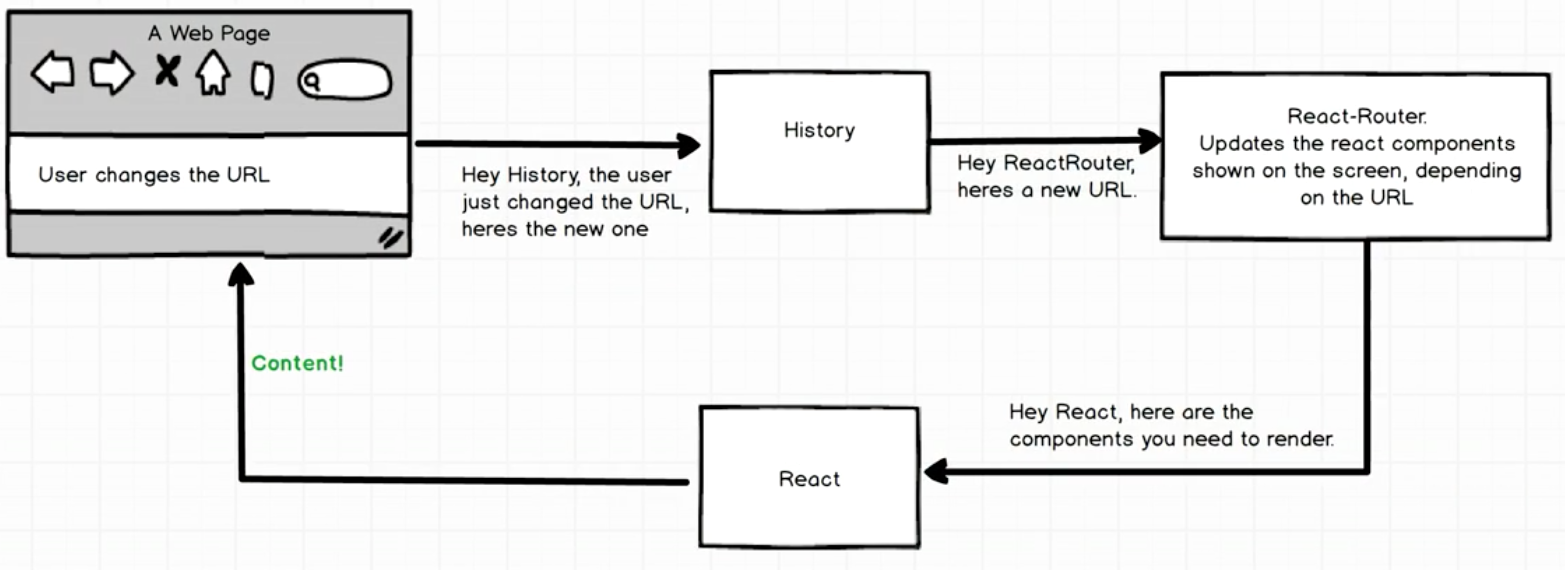 A Web Page
User changes the URL
Hey History, the user
just changed the URL,
heres the new one
History
Hey ReactRouter,
heres a new URL.
React-Router.
Updates the react components
shown on the screen, depending
on the URL
Hey React, here are the
components you need to render.
React
Content!